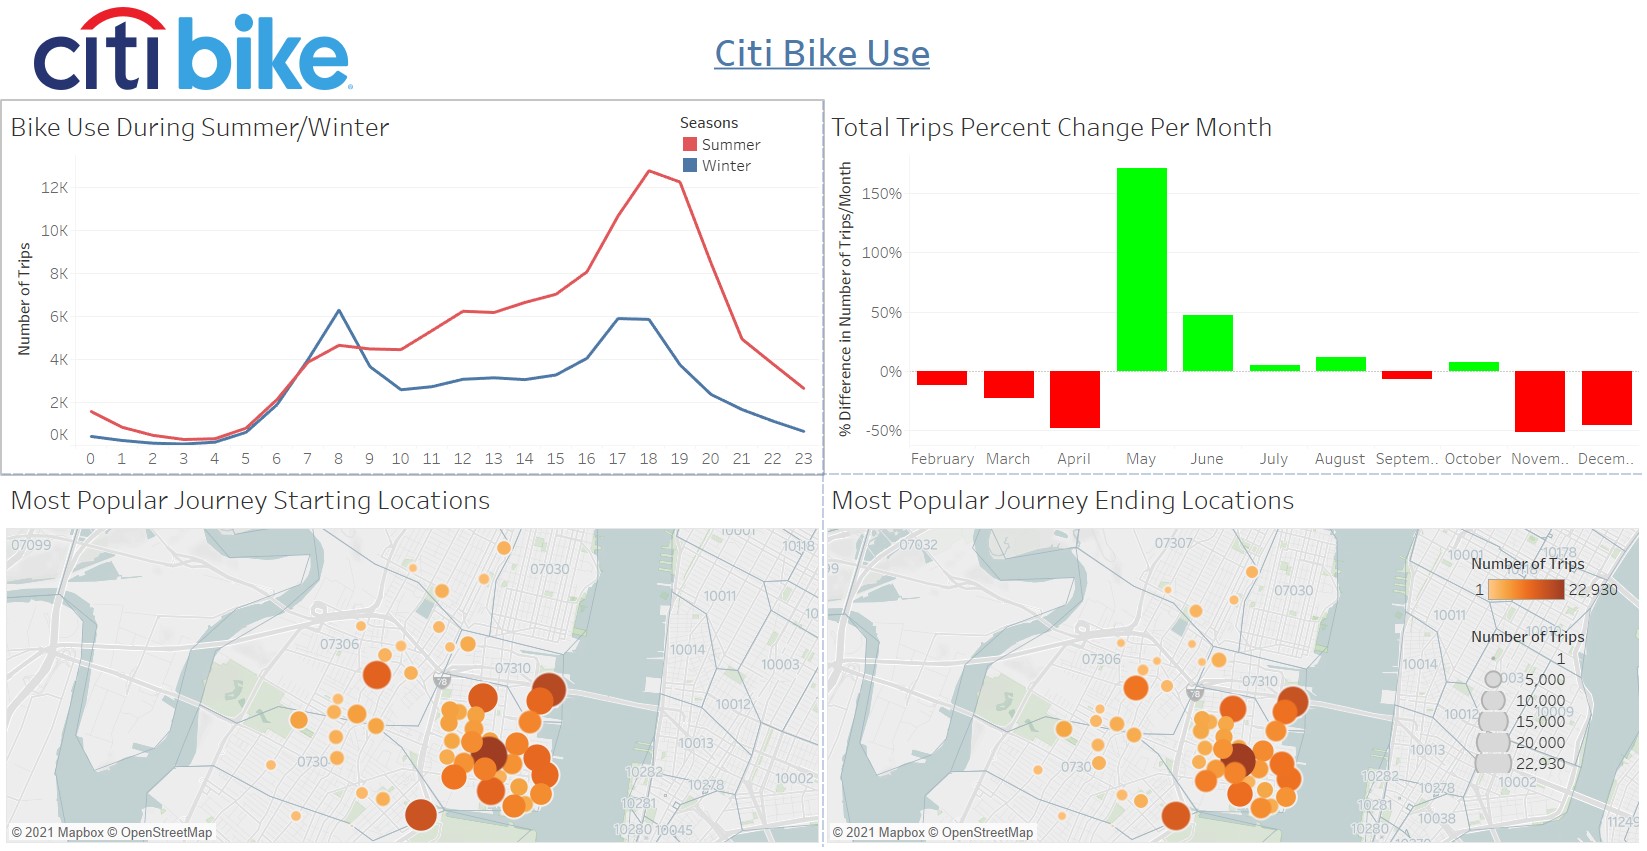 citi bike
Citi Bike Use
Bike Use During Summer/Winter
Seasons
Summer
Winter
Number of Trips
12K
10K
8K
6K
4K
2K
0K
0 1 2 3 4 5 6 7 8 9 10 11 12 13 14 15 16 17 18 19 20 21 22 23
Total Trips Percent Change Per Month
% Difference in Number of Trips/Month
150%
100%
50%
0%
-50%
February March April May June July August Septem.. October Novem.. Decem..
Most Popular Journey Starting Locations
07099
10118
07030
10011
10
07306
10014
07310
10003
78
10012
10013
0730
10282
10002
10278
10281
10280 10045
© 2021 Mapbox © OpenStreetMap
Most Popular Journey Ending Locations
07032
07307
10001
10178
99
Number of Trips
1 22,930
07030
10011
Number of Trips
07306
10014
1
07310
5,000
78
10,000
10012
10009
15,000
10013
20,000
0730
22,930
10282
10278
10002
10281
10038
10280
11249
10279
© 2021 Mapbox © OpenStreetMap